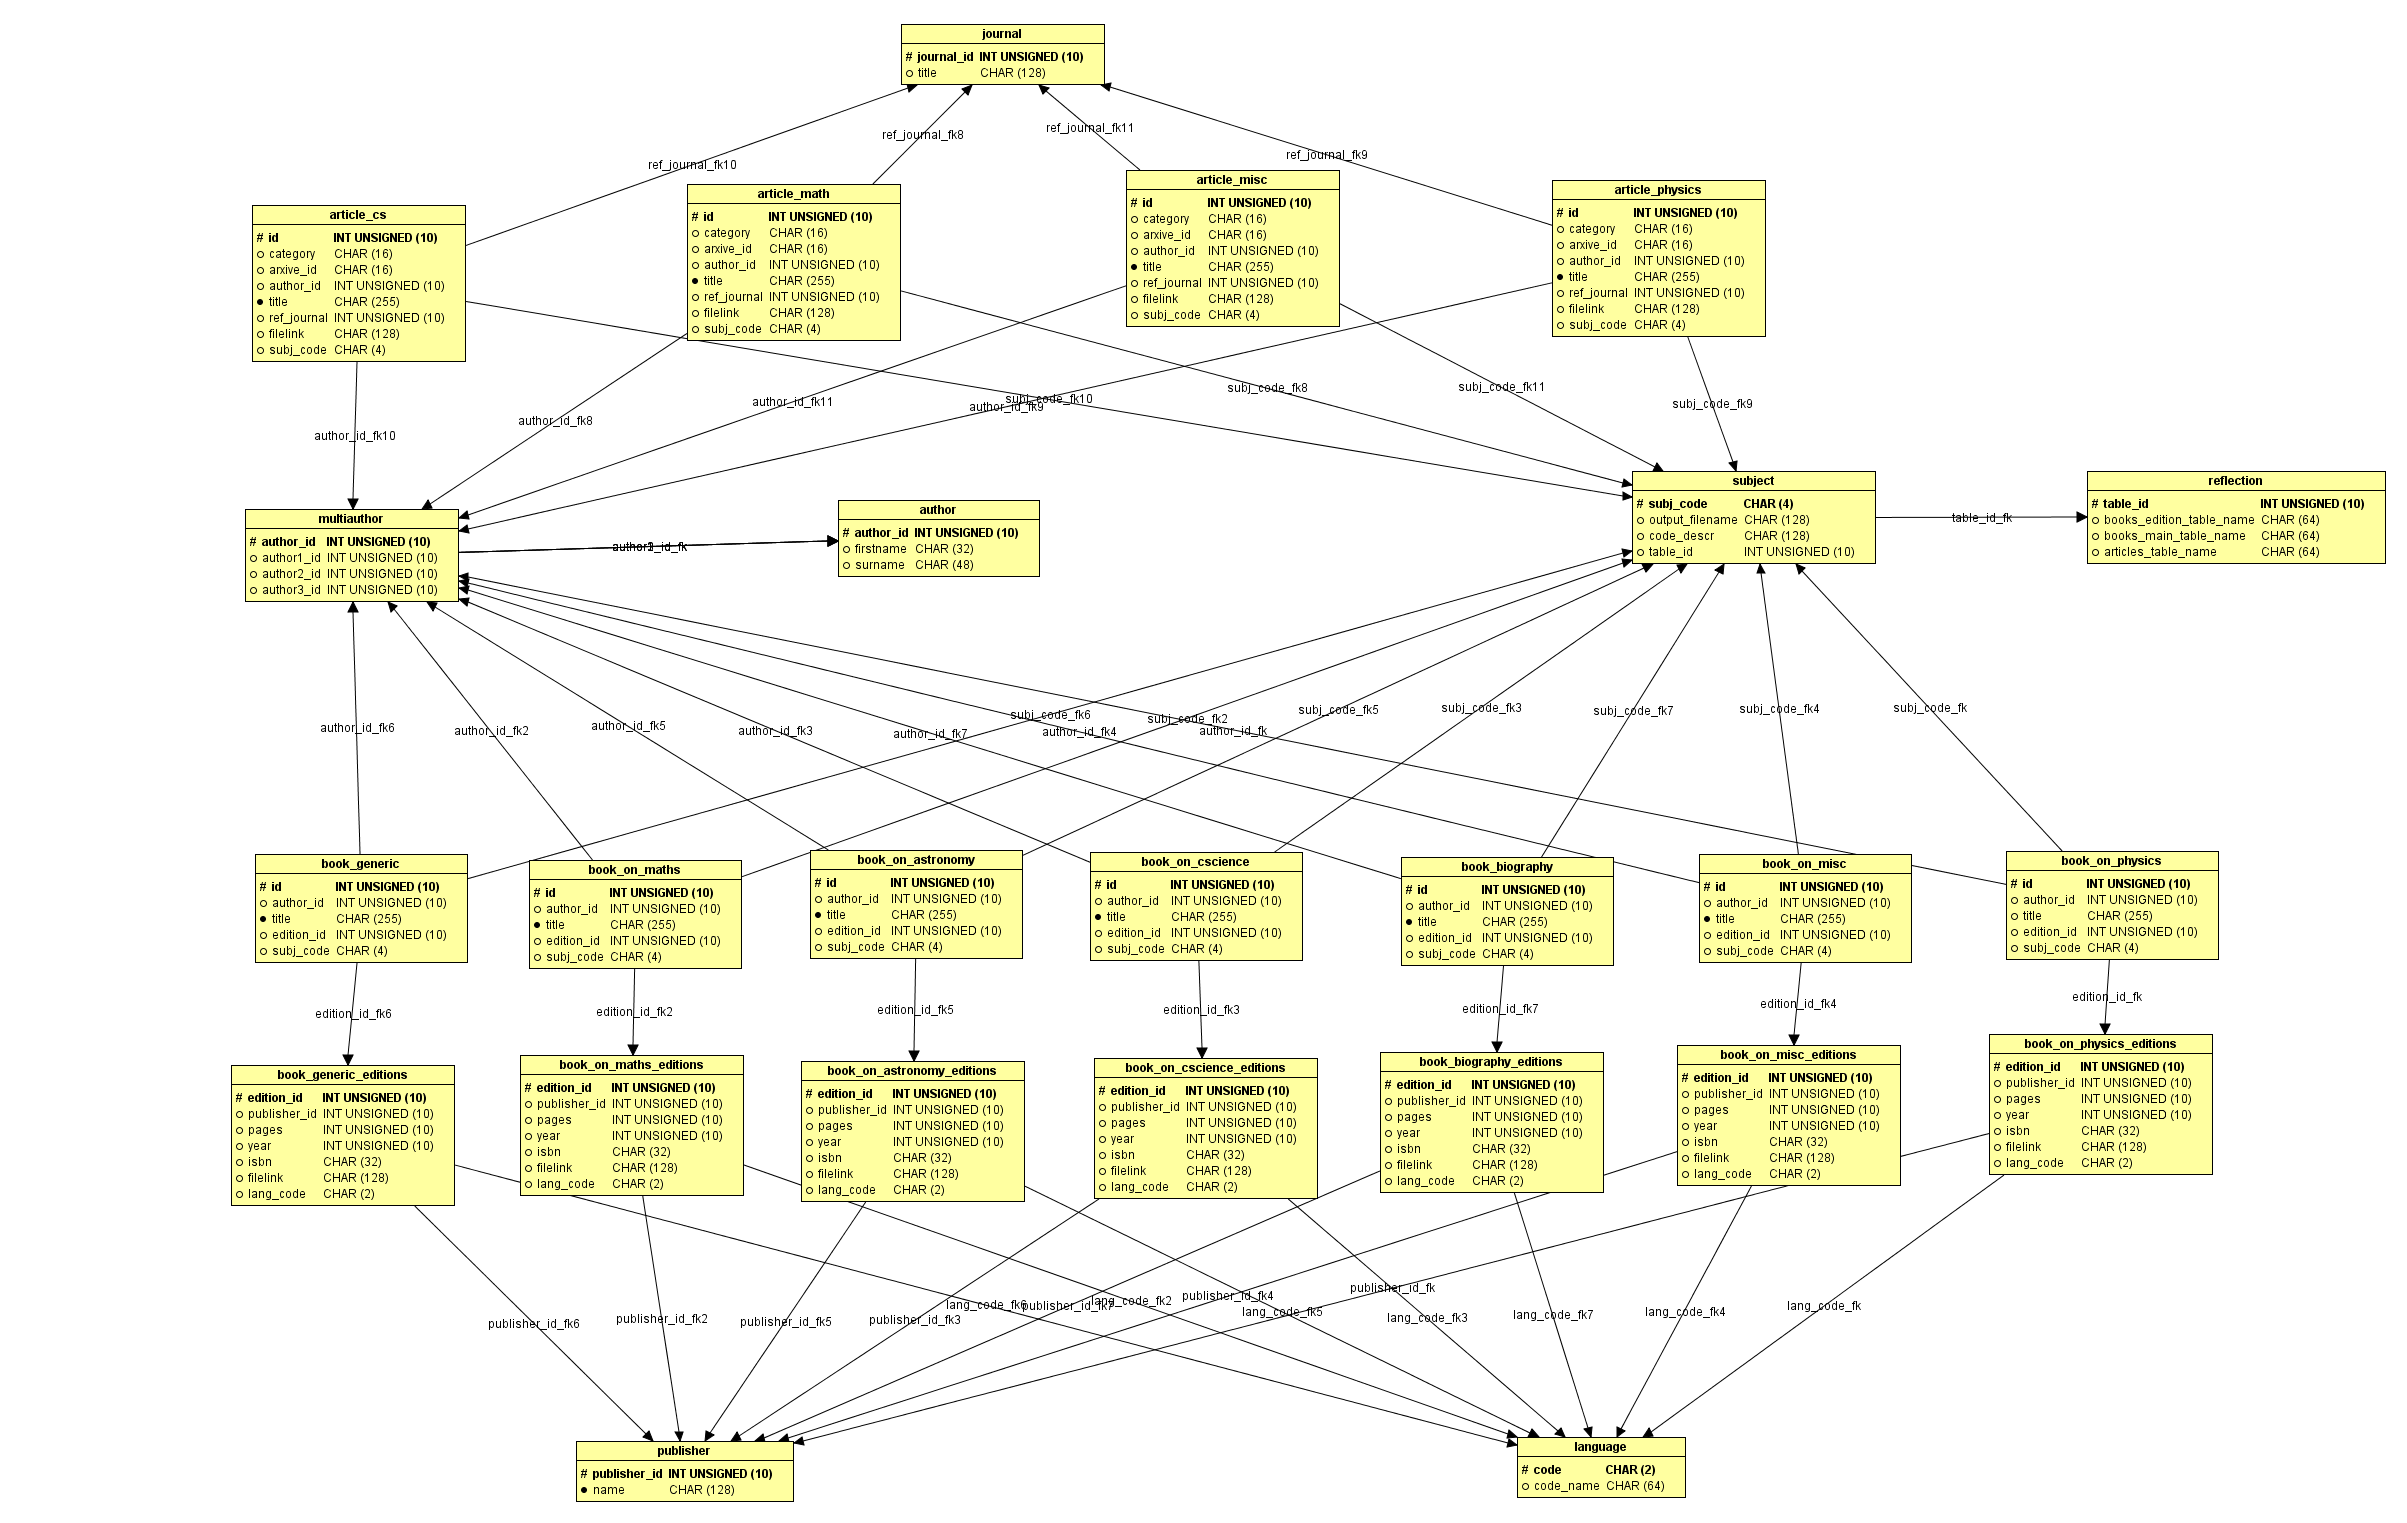 journal
# journal_id INT UNSIGNED (10)
title CHAR (128)
ref_journal_fk10
ref_journal_fk8
ref_journal_fk11
ref_journal_fk9
article_cs
# id INT UNSIGNED (10)
category CHAR (16)
arxive_id CHAR (16)
author_id INT UNSIGNED (10)
title CHAR (255)
ref_journal INT UNSIGNED (10)
filelink CHAR (128)
subj_code CHAR (4)
article_math
# id INT UNSIGNED (10)
category CHAR (16)
arxive_id CHAR (16)
author_id INT UNSIGNED (10)
title CHAR (255)
ref_journal INT UNSIGNED (10)
filelink CHAR (128)
subj_code CHAR (4)
article_misc
# id INT UNSIGNED (10)
category CHAR (16)
arxive_id CHAR (16)
author_id INT UNSIGNED (10)
title CHAR (255)
ref_journal INT UNSIGNED (10)
filelink CHAR (128)
subj_code CHAR (4)
article_physics
# id INT UNSIGNED (10)
category CHAR (16)
arxive_id CHAR (16)
author_id INT UNSIGNED (10)
title CHAR (255)
ref_journal INT UNSIGNED (10)
filelink CHAR (128)
subj_code CHAR (4)
author_id_fk10
author_id_fk8
author_id_fk11
author_id_fk9
subj_code_fk10
subj_code_fk8
subj_code_fk11
subj_code_fk9
multiauthor
# author_id INT UNSIGNED (10)
author1_id INT UNSIGNED (10)
author2_id INT UNSIGNED (10)
author3_id INT UNSIGNED (10)
author
# author_id INT UNSIGNED (10)
firstname CHAR (32)
surname CHAR (48)
subject
# subj_code CHAR (4)
output_filename CHAR (128)
code_descr CHAR (128)
table_id INT UNSIGNED (10)
table_id_fk
reflection
# table_id INT UNSIGNED (10)
books_edition_table_name CHAR (64)
books_main_table_name CHAR (64)
articles_table_name CHAR (64)
author_id_fk6
author_id_fk2
author_id_fk5
author_id_fk3
author_id_fk7
subj_code_fk6
author_id_fk4
subj_code_fk2
author_id_fk
subj_code_fk5
subj_code_fk3
subj_code_fk7
subj_code_fk4
subj_code_fk
book_generic
# id INT UNSIGNED (10)
author_id INT UNSIGNED (10)
title CHAR (255)
edition_id INT UNSIGNED (10)
subj_code CHAR (4)
book_on_maths
# id INT UNSIGNED (10)
author_id INT UNSIGNED (10)
title CHAR (255)
edition_id INT UNSIGNED (10)
subj_code CHAR (4)
book_on_astronomy
# id INT UNSIGNED (10)
author_id INT UNSIGNED (10)
title CHAR (255)
edition_id INT UNSIGNED (10)
subj_code CHAR (4)
book_on_cscience
# id INT UNSIGNED (10)
author_id INT UNSIGNED (10)
title CHAR (255)
edition_id INT UNSIGNED (10)
subj_code CHAR (4)
book_biography
# id INT UNSIGNED (10)
author_id INT UNSIGNED (10)
title CHAR (255)
edition_id INT UNSIGNED (10)
subj_code CHAR (4)
book_on_misc
# id INT UNSIGNED (10)
author_id INT UNSIGNED (10)
title CHAR (255)
edition_id INT UNSIGNED (10)
subj_code CHAR (4)
book_on_physics
# id INT UNSIGNED (10)
author_id INT UNSIGNED (10)
title CHAR (255)
edition_id INT UNSIGNED (10)
subj_code CHAR (4)
edition_id_fk6
edition_id_fk2
edition_id_fk5
edition_id_fk3
edition_id_fk7
edition_id_fk4
edition_id_fk
book_generic_editions
# edition_id INT UNSIGNED (10)
publisher_id INT UNSIGNED (10)
pages INT UNSIGNED (10)
year INT UNSIGNED (10)
isbn CHAR (32)
filelink CHAR (128)
lang_code CHAR (2)
book_on_maths_editions
# edition_id INT UNSIGNED (10)
publisher_id INT UNSIGNED (10)
pages INT UNSIGNED (10)
year INT UNSIGNED (10)
isbn CHAR (32)
filelink CHAR (128)
lang_code CHAR (2)
book_on_astronomy_editions
# edition_id INT UNSIGNED (10)
publisher_id INT UNSIGNED (10)
pages INT UNSIGNED (10)
year INT UNSIGNED (10)
isbn CHAR (32)
filelink CHAR (128)
lang_code CHAR (2)
book_on_cscience_editions
# edition_id INT UNSIGNED (10)
publisher_id INT UNSIGNED (10)
pages INT UNSIGNED (10)
year INT UNSIGNED (10)
isbn CHAR (32)
filelink CHAR (128)
lang_code CHAR (2)
book_biography_editions
# edition_id INT UNSIGNED (10)
publisher_id INT UNSIGNED (10)
pages INT UNSIGNED (10)
year INT UNSIGNED (10)
isbn CHAR (32)
filelink CHAR (128)
lang_code CHAR (2)
book_on_misc_editions
# edition_id INT UNSIGNED (10)
publisher_id INT UNSIGNED (10)
pages INT UNSIGNED (10)
year INT UNSIGNED (10)
isbn CHAR (32)
filelink CHAR (128)
lang_code CHAR (2)
book_on_physics_editions
# edition_id INT UNSIGNED (10)
publisher_id INT UNSIGNED (10)
pages INT UNSIGNED (10)
year INT UNSIGNED (10)
isbn CHAR (32)
filelink CHAR (128)
lang_code CHAR (2)
publisher_id_fk6
publisher_id_fk2
publisher_id_fk5
publisher_id_fk3
lang_code_fk6
publisher_id_fk7
lang_code_fk2
publisher_id_fk4
lang_code_fk5
publisher_id_fk
lang_code_fk3
lang_code_fk7
lang_code_fk4
lang_code_fk
publisher
# publisher_id INT UNSIGNED (10)
name CHAR (128)
language
# code CHAR (2)
code_name CHAR (64)